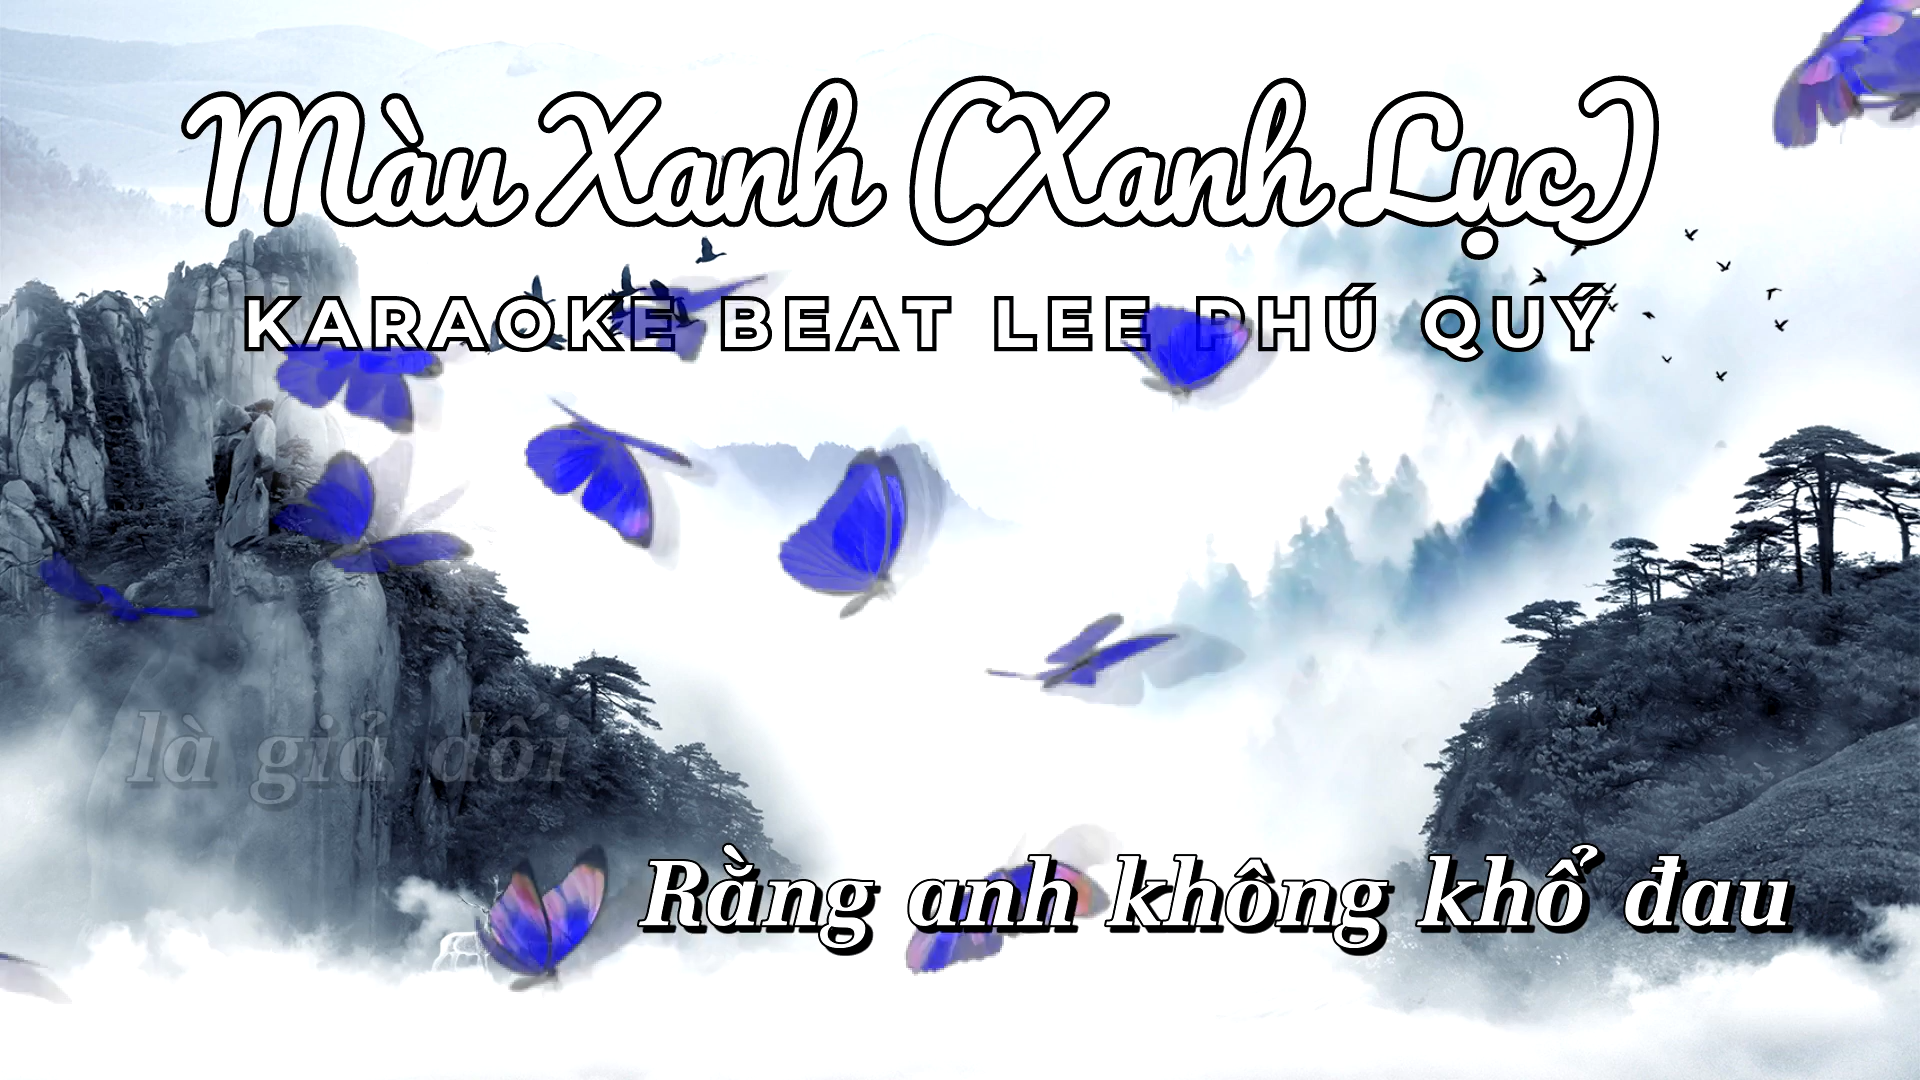 Màu Xanh (Xanh Lục)
KARAOKE BEAT LEE PHÚ QUÝ
là giả dối
Rằng anh không khổ đau